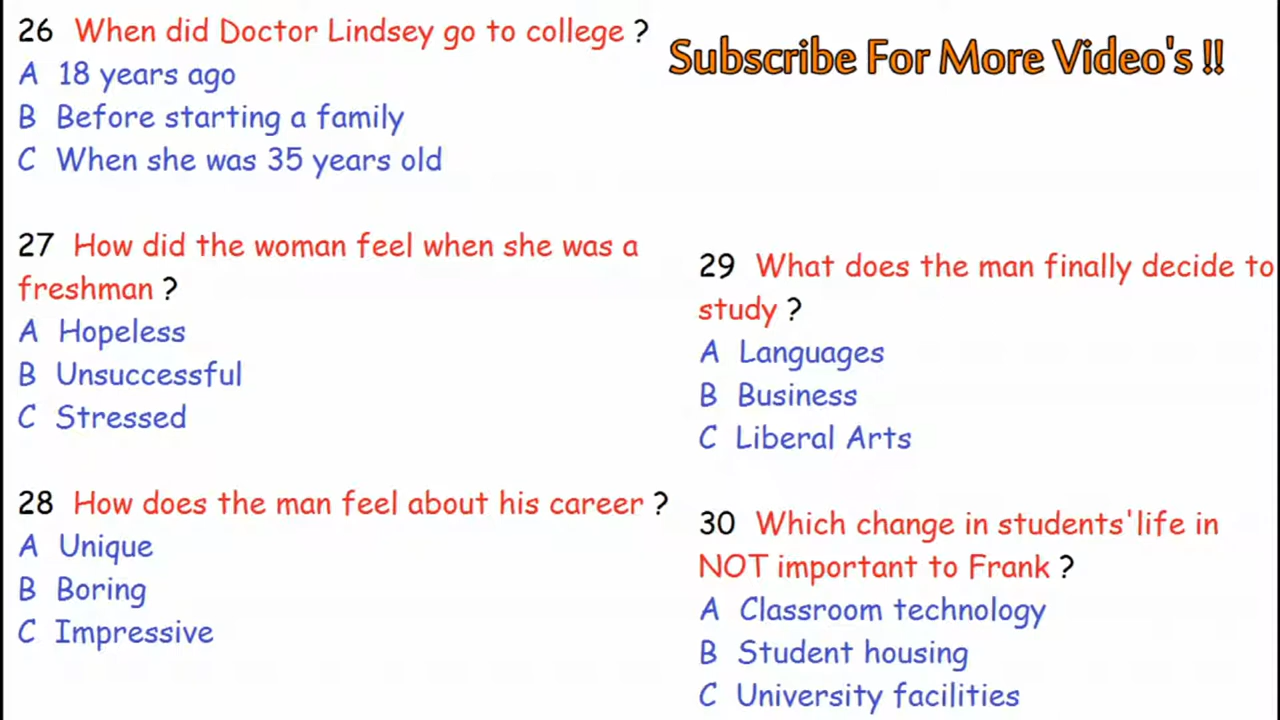 26 When did Doctor Lindsey go to college ?
A 18 years ago
B Before starting a family
C When she was 35 years old
27 How did the woman feel when she was a
freshman ?
A Hopeless
B Unsuccessful
C Stressed
28 How does the man feel about his career ?
A Unique
B Boring
C Impressive
Subscribe For More Video's !!
29 What does the man finally decide to
study ?
A Languages
B Business
C Liberal Arts
30 Which change in students'life in
NOT important to Frank ?
A Classroom technology
B Student housing
C University facilities